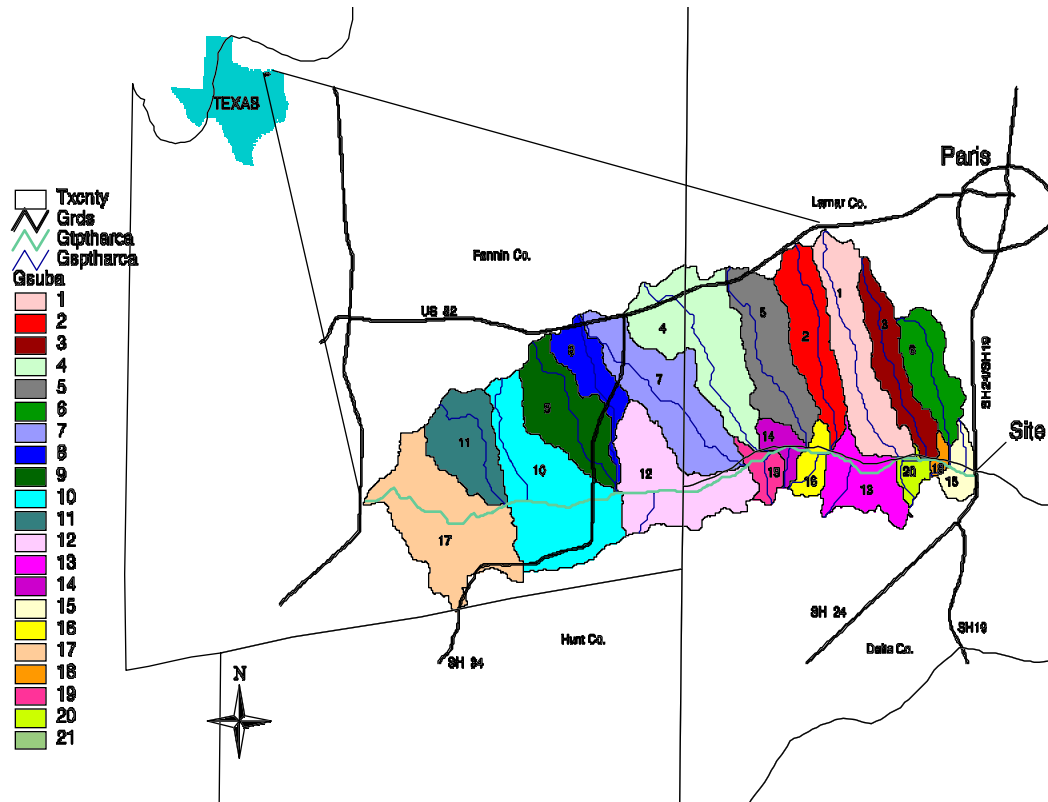 TEXAS
Paris
Lamar Co.
Fannin Co.
Txcnty
Grds
Gtptharca
Gsptharca
Gsuba
1
2
3
4
5
6
7
8
9
10
11
12
13
14
15
16
17
18
19
20
21
US 82
SH24/SH19
Site
1
2
3
4
5
6
7
8
9
10
11
12
13
14
15
16
17
18
19
20
SH 24
SH19
Hunt Co.
Delta Co.
SH 34
N